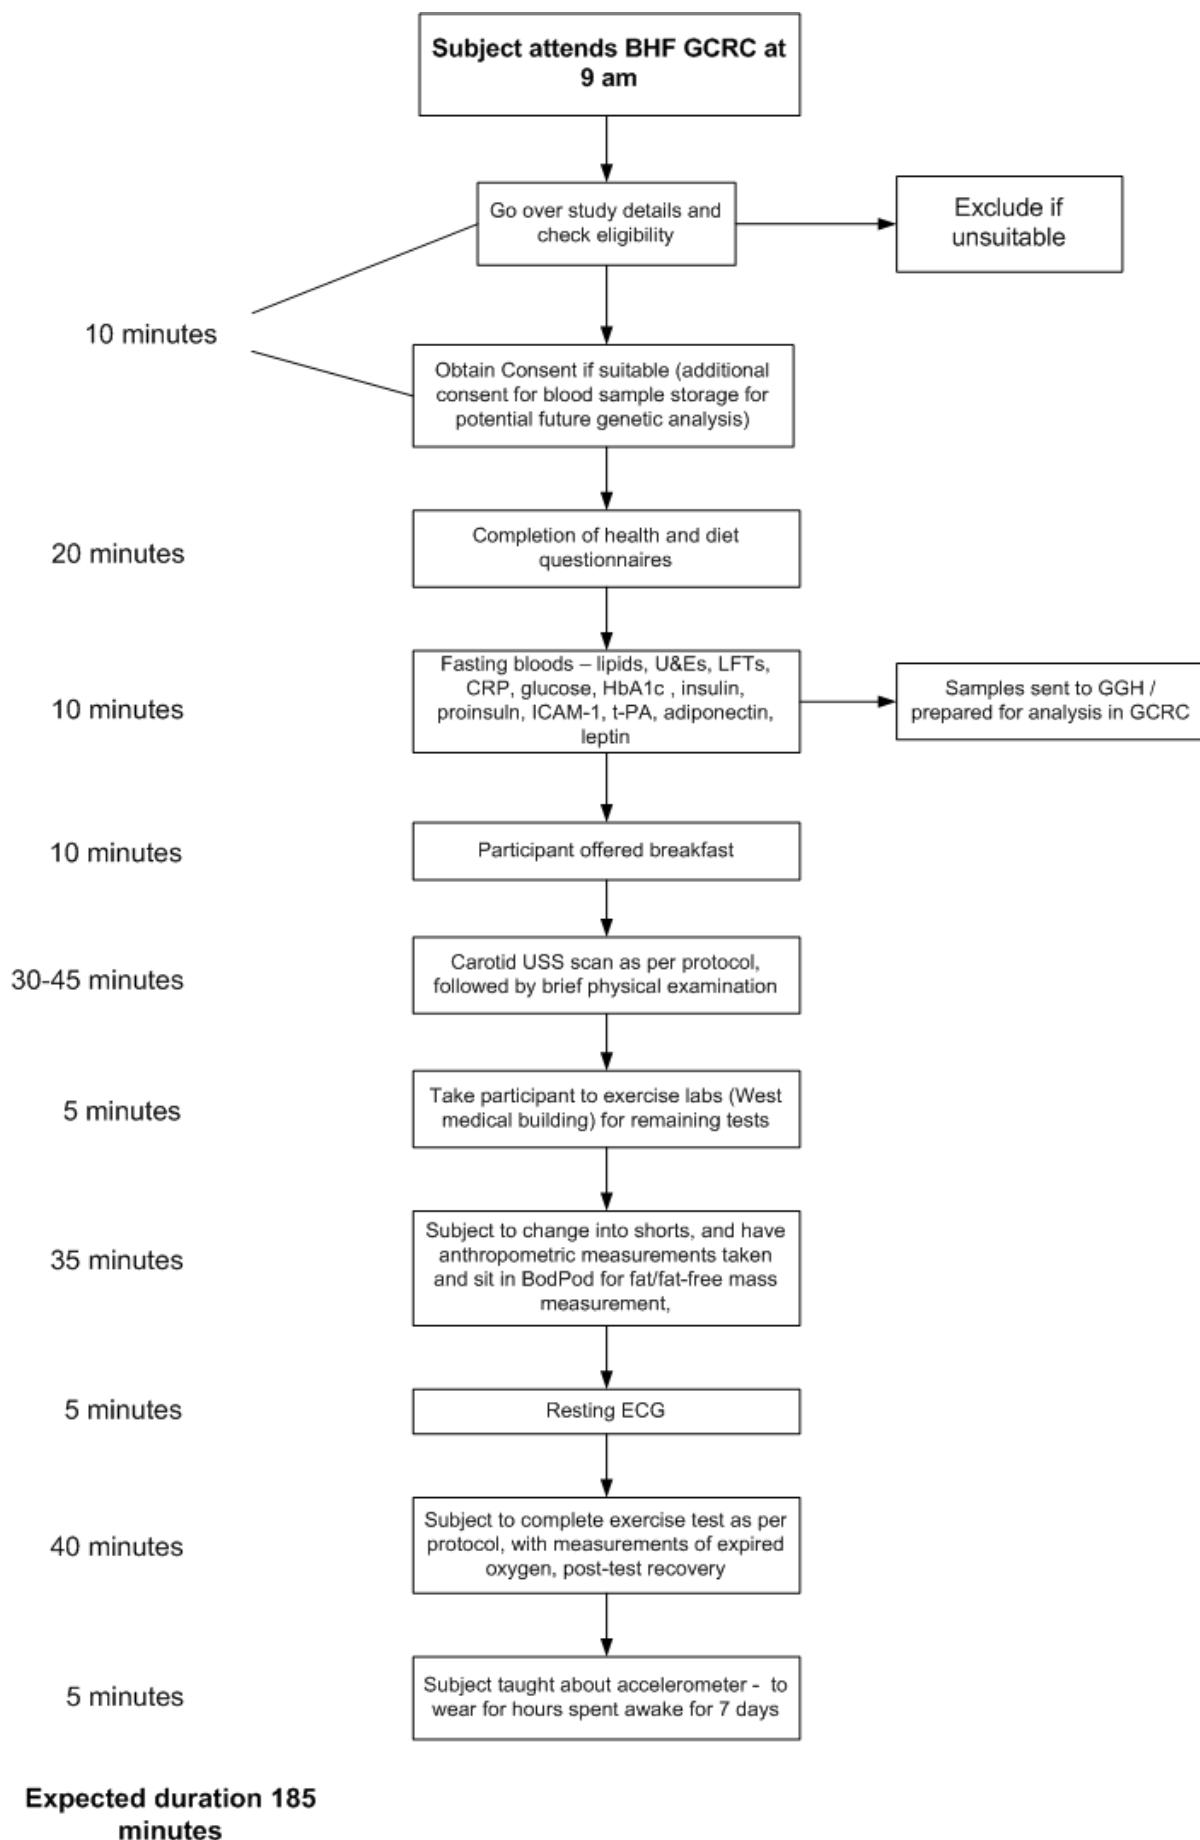 Subject attends BHF GCRC at
9 am
Go over study details and
check eligibility
Exclude if
unsuitable
10 minutes
Obtain Consent if suitable (additional
consent for blood sample storage for
potential future genetic analysis)
20 minutes
Completion of health and diet
questionnaires
10 minutes
Fasting bloods – lipids, U&Es, LFTs,
CRP, glucose, HbA1c , insulin,
proinsuln, ICAM-1, t-PA, adiponectin,
leptin
Samples sent to GGH /
prepared for analysis in GCRC
10 minutes
Participant offered breakfast
30-45 minutes
Carotid USS scan as per protocol,
followed by brief physical examination
5 minutes
Take participant to exercise labs (West
medical building) for remaining tests
35 minutes
Subject to change into shorts, and have
anthropometric measurements taken
and sit in BodPod for fat/fat-free mass
measurement,
5 minutes
Resting ECG
40 minutes
Subject to complete exercise test as per
protocol, with measurements of expired
oxygen, post-test recovery
5 minutes
Subject taught about accelerometer - to
wear for hours spent awake for 7 days
Expected duration 185
minutes